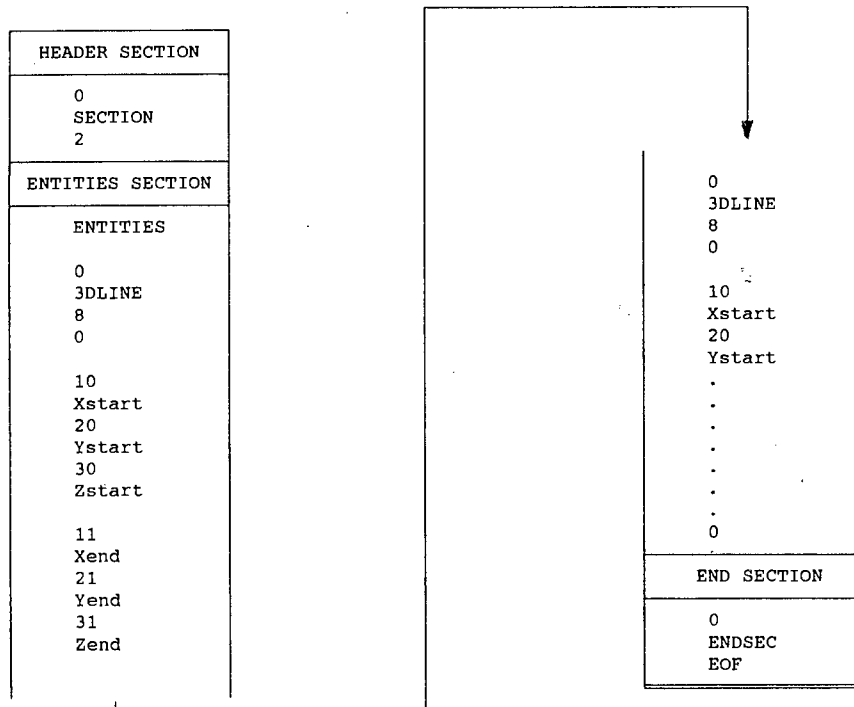 HEADER SECTION
0
SECTION
2
ENTITIES SECTION
ENTITIES
0
3DLINE
8
0
10
Xstart
20
Ystart
30
Zstart
11
Xend
21
Yend
31
Zend
0
3DLINE
8
0
10
Xstart
20
Ystart
.
.
.
.
.
.
.
0
END SECTION
0
ENDSEC
EOF